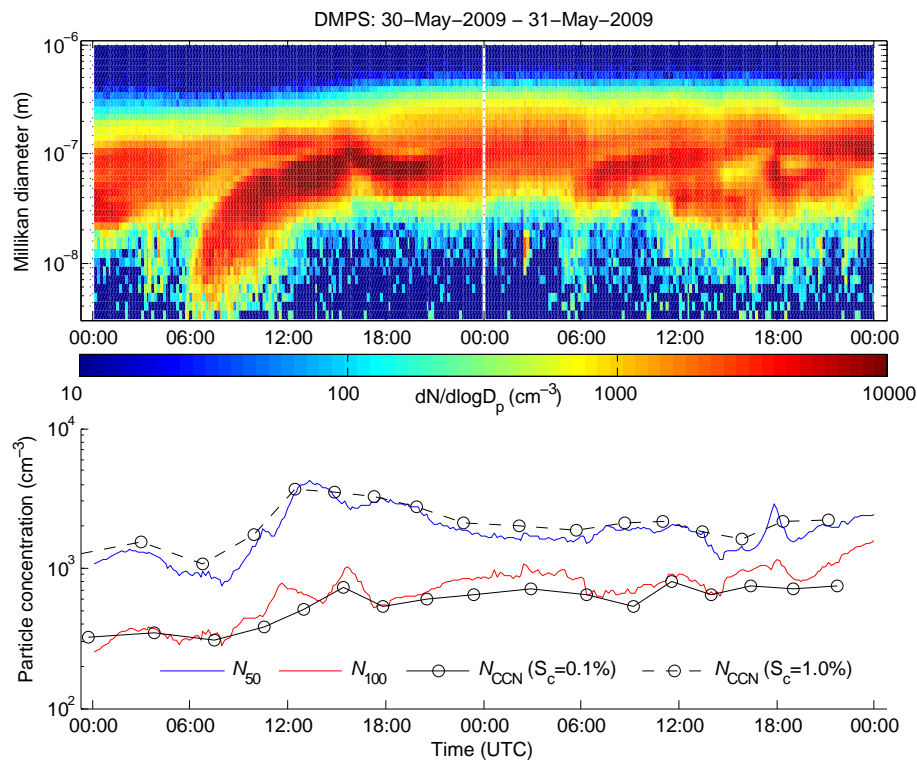 DMPS: 30−May−2009 − 31−May−2009
Millikan diameter (m)
10−6
10−7
10−8
00:00 06:00 12:00 18:00 00:00 06:00 12:00 18:00 00:00
10 100 1000 10000
dN/dlogDp (cm−3)
Particle concentration (cm−3)
104
103
102
N50 N100 NCCN (Sc=0.1%) NCCN (Sc=1.0%)
00:00 06:00 12:00 18:00 00:00 06:00 12:00 18:00 00:00
Time (UTC)